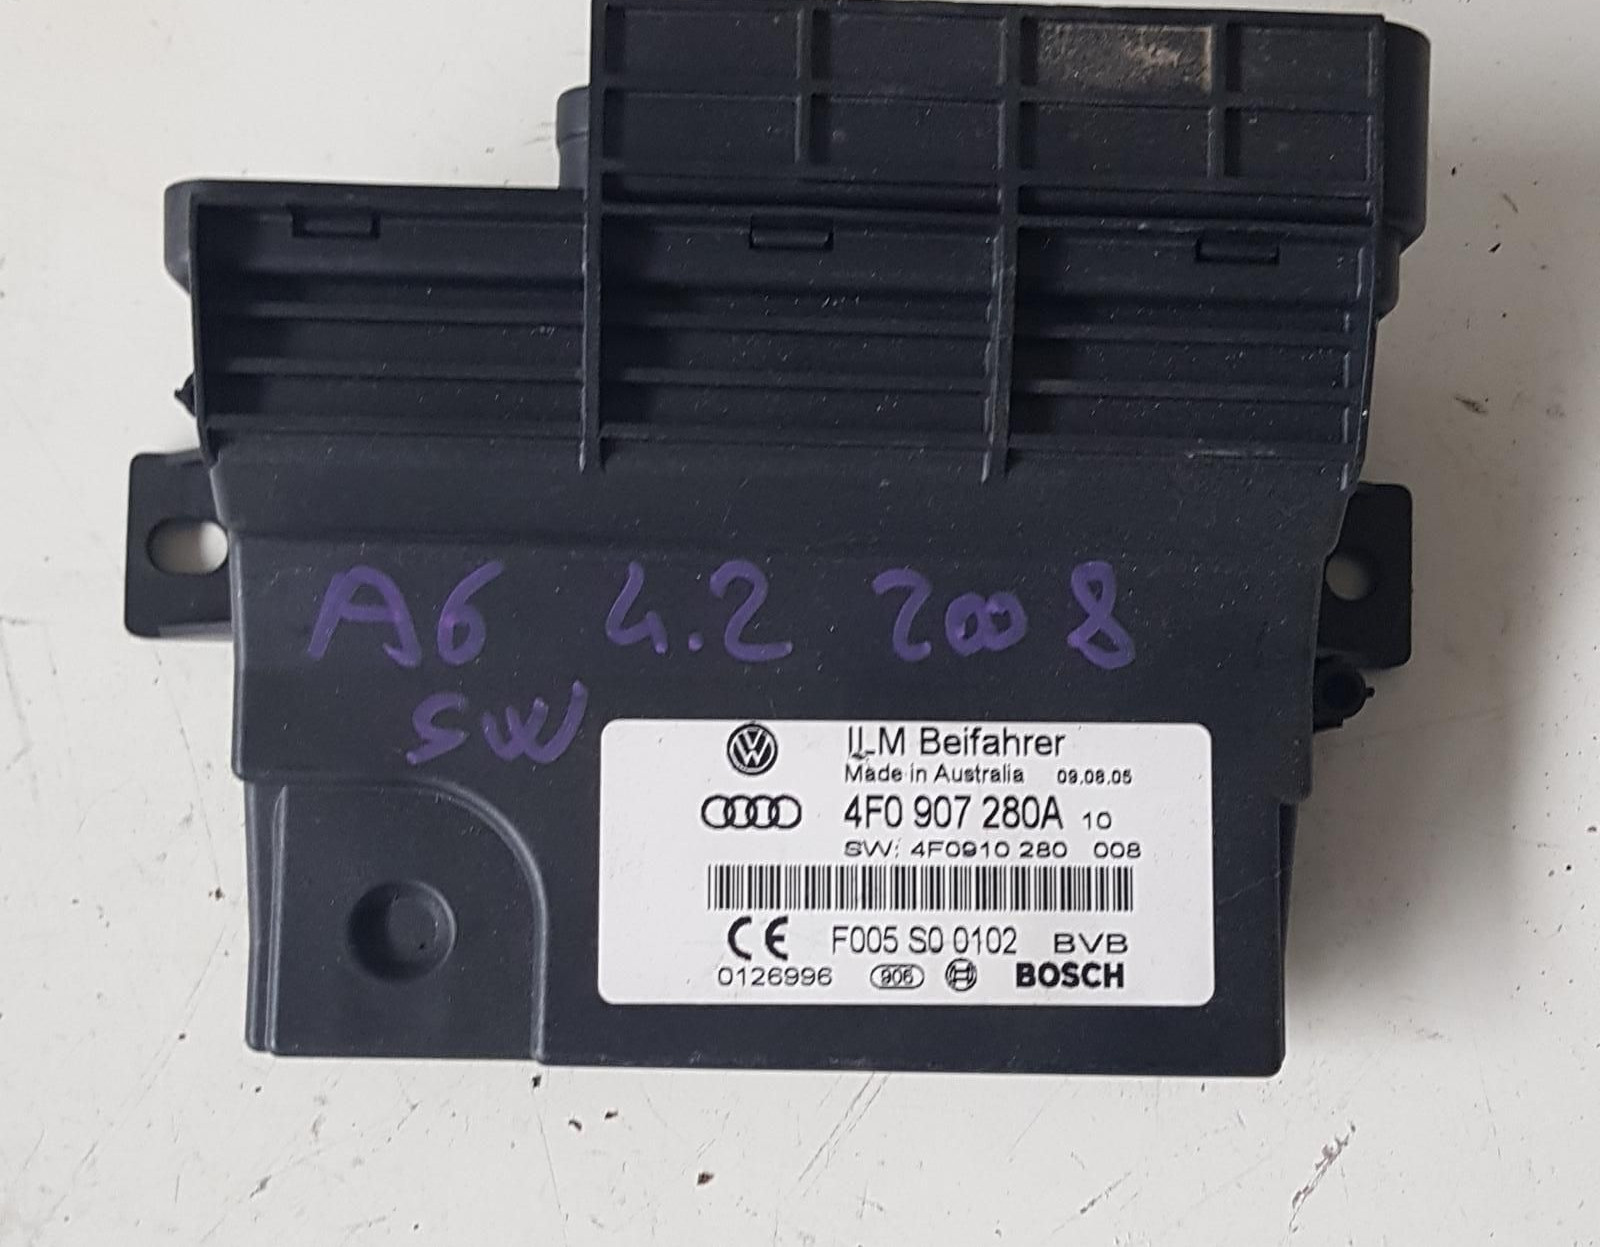 A6 4.2 2008
SW
ILM Beifahrer
Made in Australia 09.08.05
4F0 907 280A 10
SW: 4F0910 280 008
CE F005 S0 0102 BVB
0126996 906 BOSCH